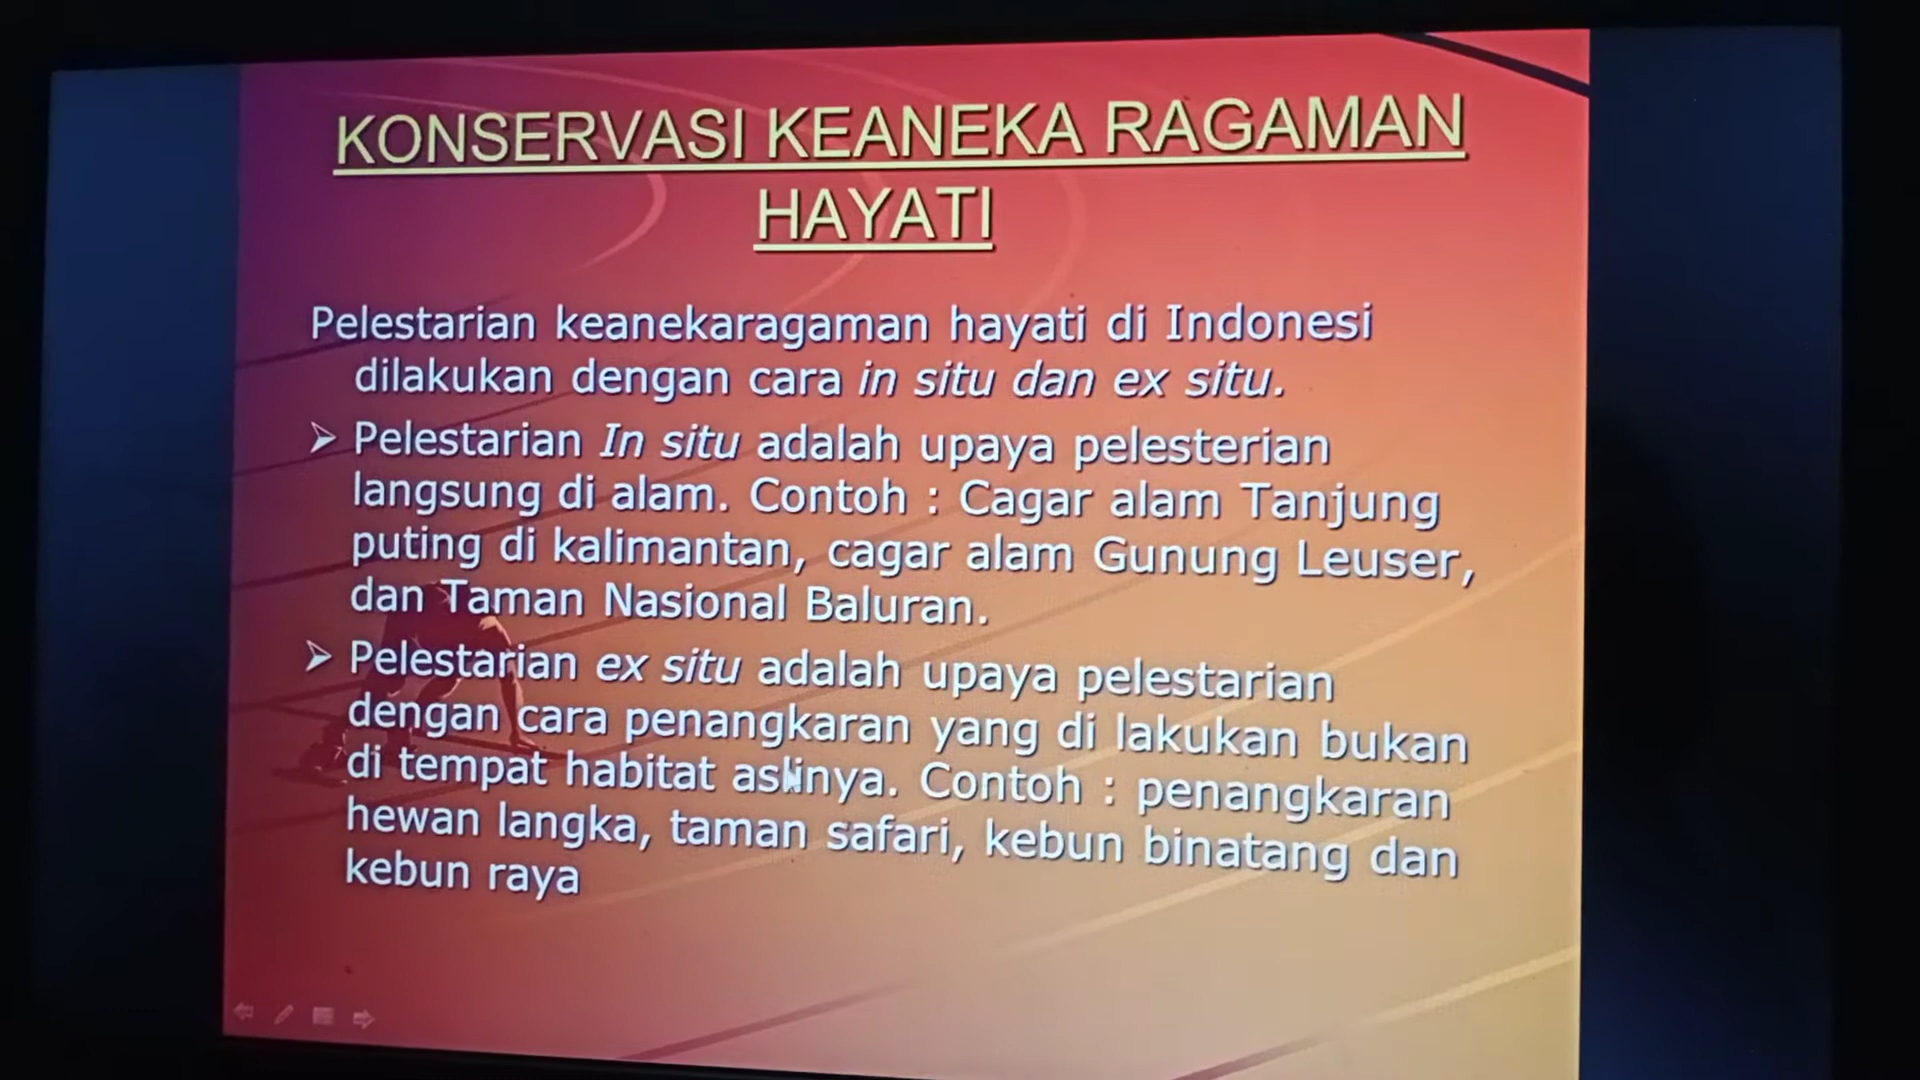 KONSERVASI KEANEKA RAGAMAN
HAYATI
Pelestarian keanekaragaman hayati di Indonesi
dilakukan dengan cara in situ dan ex situ.
➢ Pelestarian In situ adalah upaya pelesterian
langsung di alam. Contoh : Cagar alam Tanjung
puting di kalimantan, cagar alam Gunung Leuser,
dan Taman Nasional Baluran.
➢ Pelestarian ex situ adalah upaya pelestarian
dengan cara penangkaran yang di lakukan bukan
di tempat habitat aslinya. Contoh : penangkaran
hewan langka, taman safari, kebun binatang dan
kebun raya